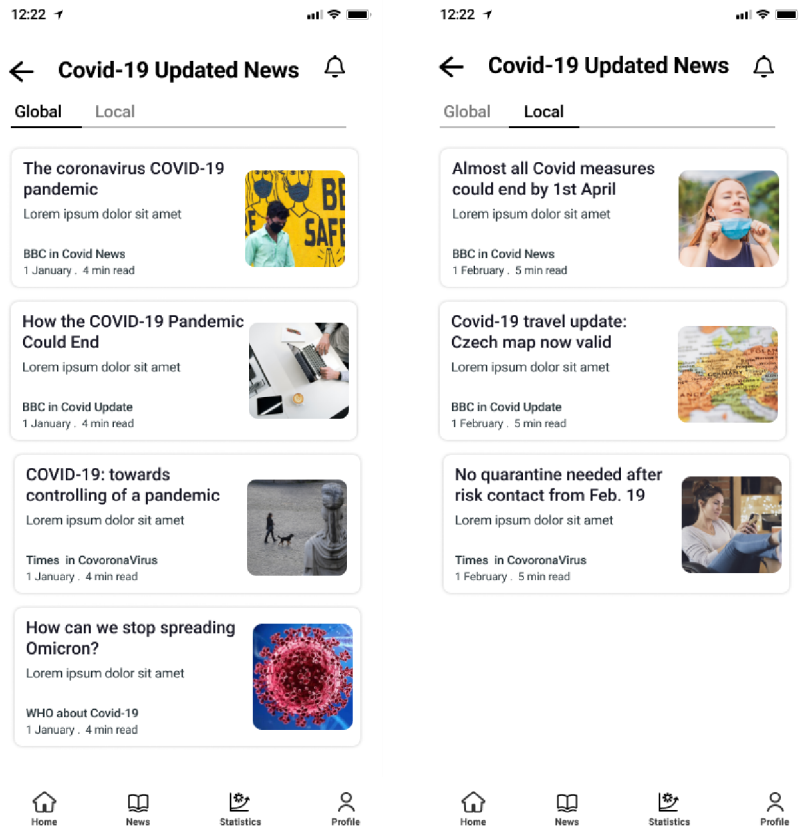 12:22
Covid-19 Updated News
Global Local
The coronavirus COVID-19
pandemic
Lorem ipsum dolor sit amet
BBC in Covid News
1 January . 4 min read
BE
SAFE
How the COVID-19 Pandemic
Could End
Lorem ipsum dolor sit amet
BBC in Covid Update
1 January . 4 min read
COVID-19: towards
controlling of a pandemic
Lorem ipsum dolor sit amet
Times in CovoronaVirus
1 January . 4 min read
How can we stop spreading
Omicron?
Lorem ipsum dolor sit amet
WHO about Covid-19
1 January . 4 min read
Home News Statistics Profile
12:22
Covid-19 Updated News
Global Local
Almost all Covid measures
could end by 1st April
Lorem ipsum dolor sit amet
BBC in Covid News
1 February . 5 min read
Covid-19 travel update:
Czech map now valid
Lorem ipsum dolor sit amet
BBC in Covid Update
1 February . 5 min read
GERMANY
No quarantine needed after
risk contact from Feb. 19
Lorem ipsum dolor sit amet
Times in CovoronaVirus
1 February . 5 min read
Home News Statistics Profile